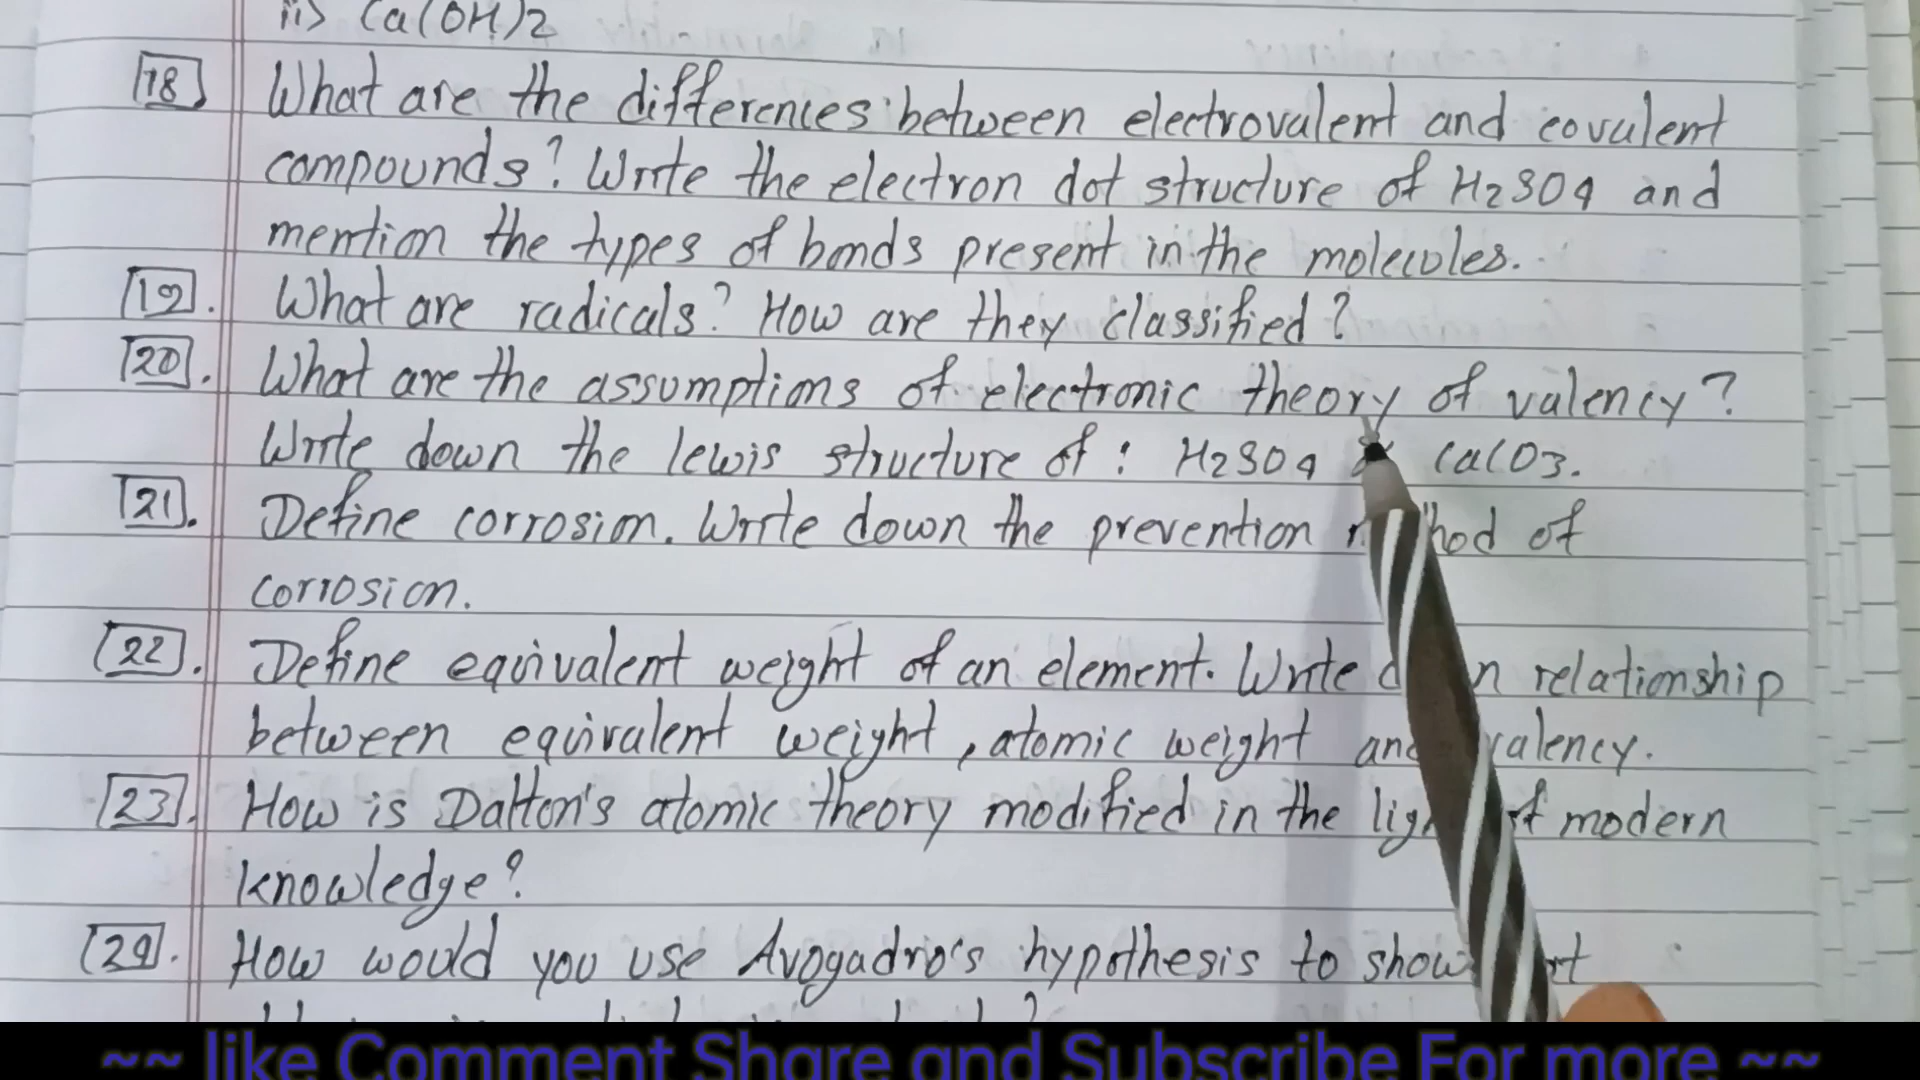 ii> Ca(OH)2
18 What are the differences between electrovalent and covalent
compounds? Write the electron dot structure of H2SO4 and
mention the types of bonds present in the molecules.
19. What are radicals? How are they classified?
20. What are the assumptions of electronic theory of valency?
Write down the lewis structure of : H2SO4 & CaCO3.
21. Define corrosion. Write down the prevention method of
corrosion.
22. Define equivalent weight of an element. Write down relationship
between equivalent weight, atomic weight and valency.
23. How is Dalton's atomic theory modified in the light of modern
knowledge?
24. How would you use Avogadro's hypothesis to show
~~ like Comment Share and Subscribe For more ~~